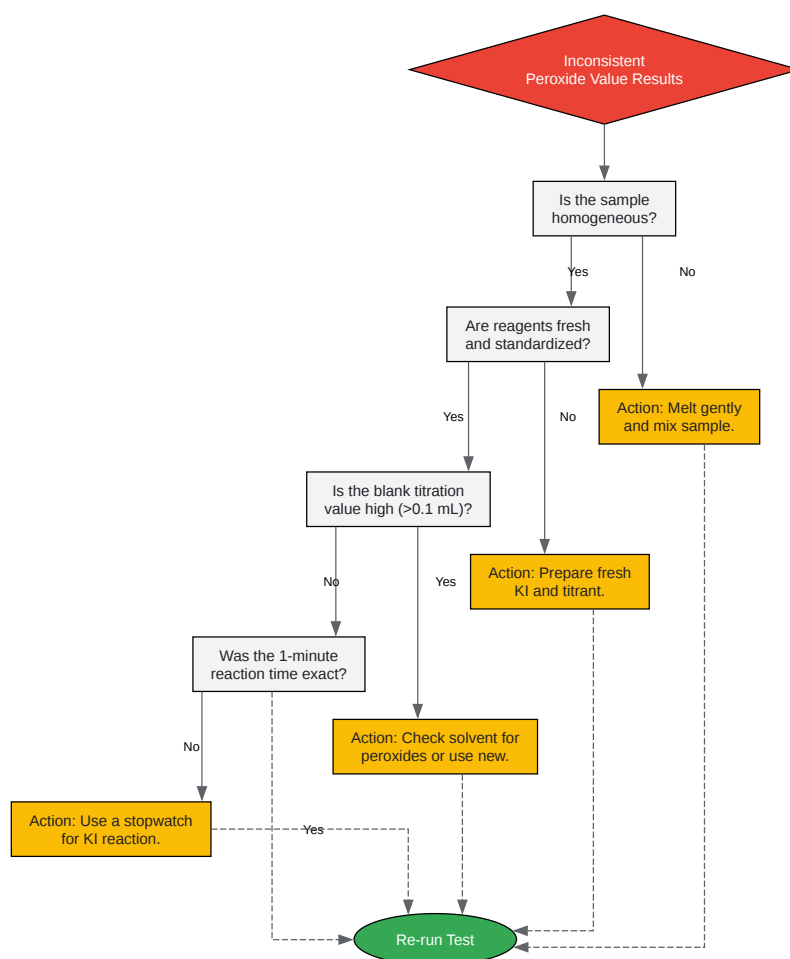 Inconsistent
Peroxide Value Results
Is the sample
homogeneous?
Yes
No
Are reagents fresh
and standardized?
Yes
No
Action: Melt gently
and mix sample.
Is the blank titration
value high (>0.1 mL)?
No
Yes
Action: Prepare fresh
KI and titrant.
Was the 1-minute
reaction time exact?
No
Action: Check solvent for
peroxides or use new.
Action: Use a stopwatch
for KI reaction.
Yes
Re-run Test